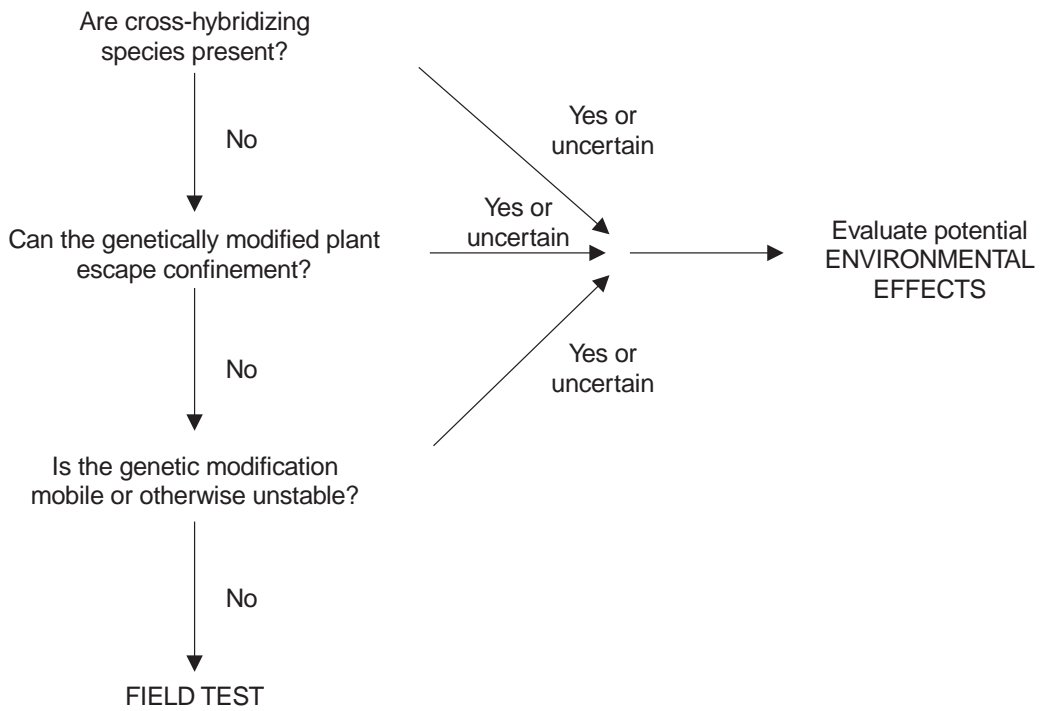 Are cross-hybridizing
species present?
Yes or
uncertain
No
Can the genetically modified plant
escape confinement?
Yes or
uncertain
Evaluate potential
ENVIRONMENTAL
EFFECTS
No
Yes or
uncertain
Is the genetic modification
mobile or otherwise unstable?
No
FIELD TEST